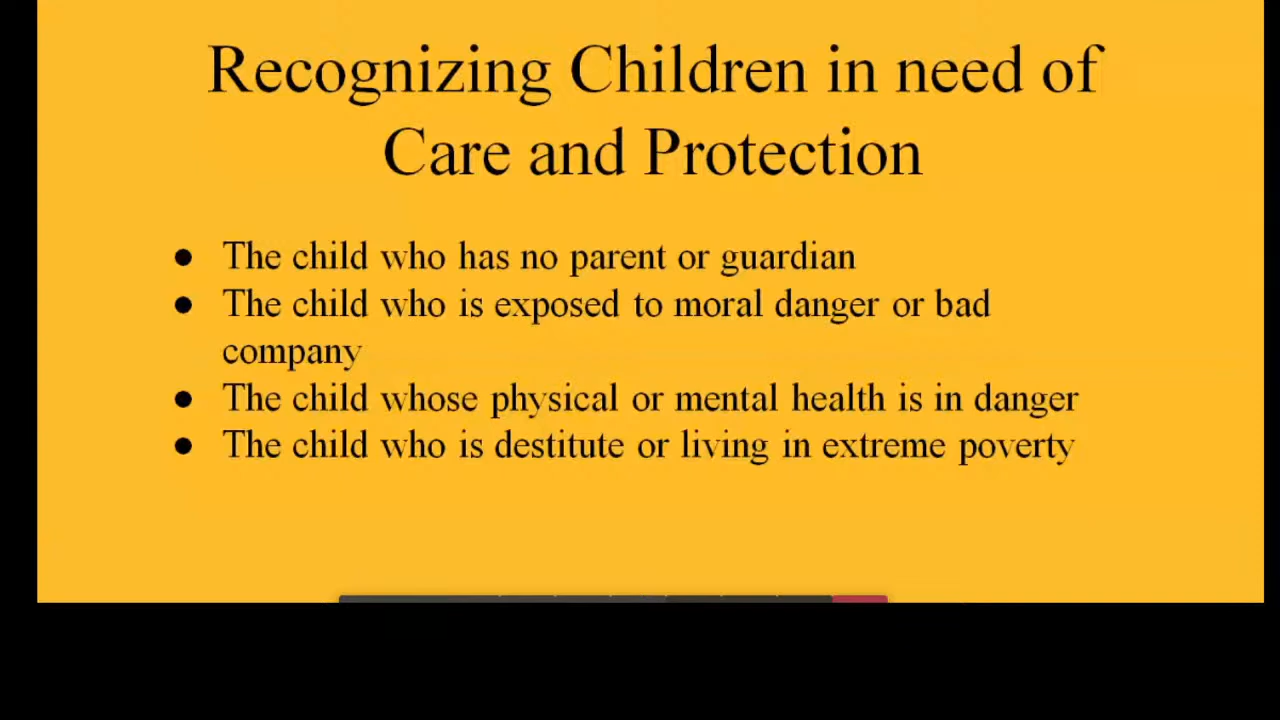 Recognizing Children in need of
Care and Protection
● The child who has no parent or guardian
● The child who is exposed to moral danger or bad
company
● The child whose physical or mental health is in danger
● The child who is destitute or living in extreme poverty